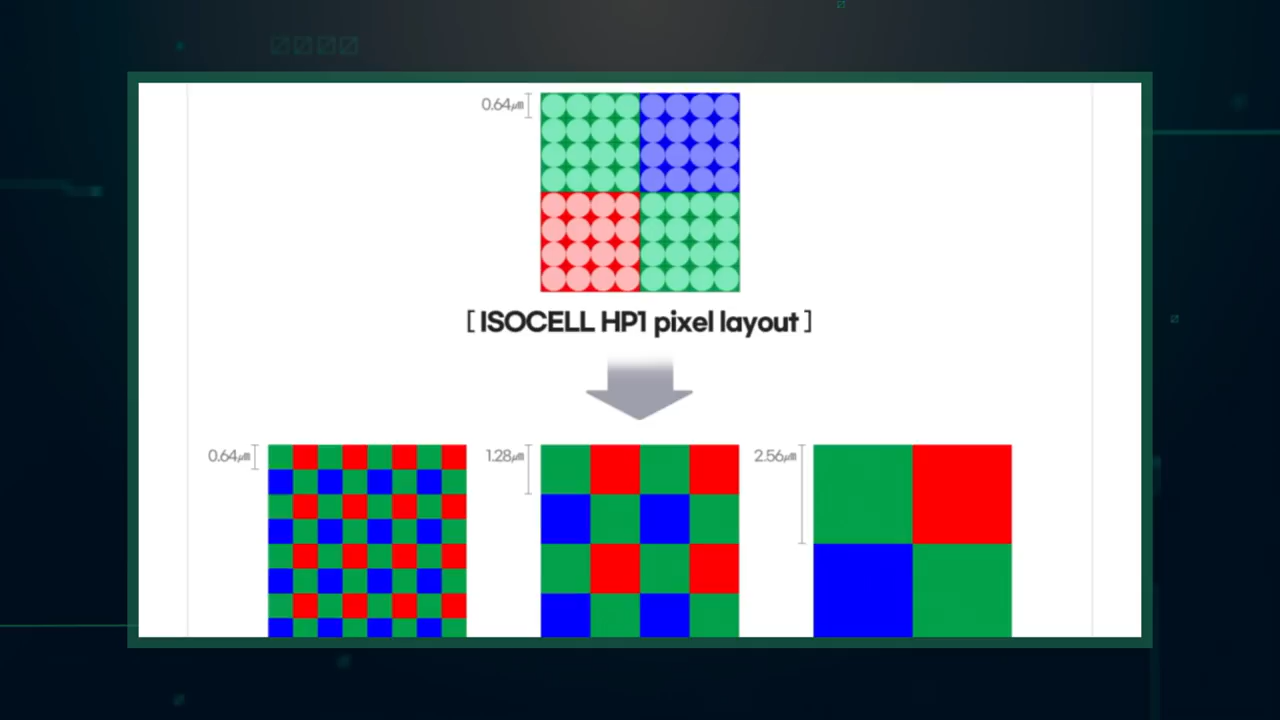 0.64㎛
[ ISOCELL HP1 pixel layout ]
0.64㎛
1.28㎛
2.56㎛